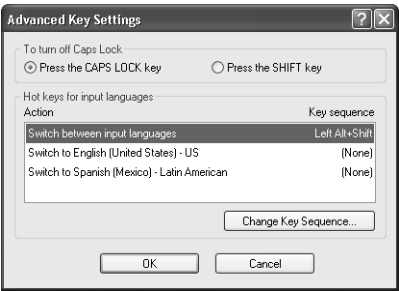 Advanced Key Settings
To turn off Caps Lock
Press the CAPS LOCK key Press the SHIFT key
Hot keys for input languages
Action Key sequence
Switch between input languages Left Alt+Shift
Switch to English (United States) - US (None)
Switch to Spanish (Mexico) - Latin American (None)
Change Key Sequence...
OK Cancel